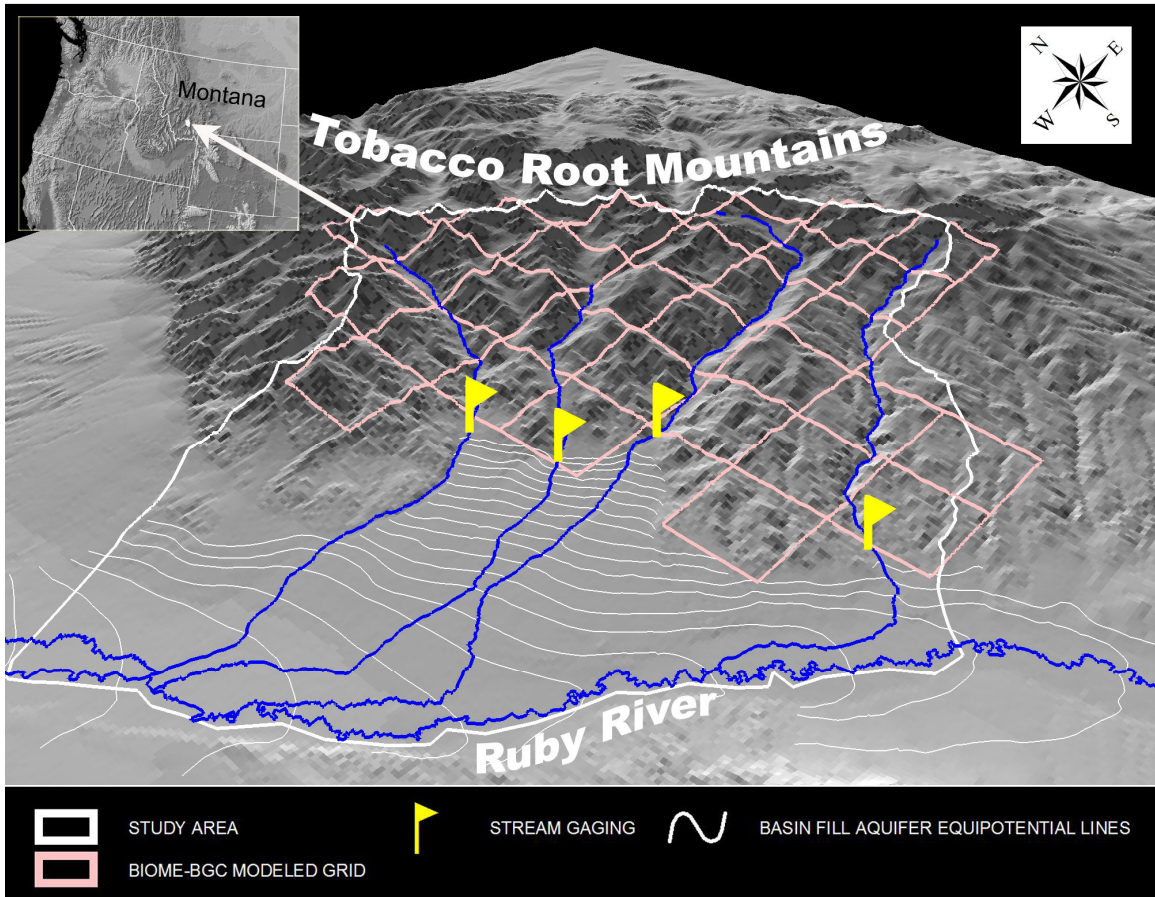 Montana
N
E
W
S
Tobacco Root Mountains
Ruby River
STUDY AREA
STREAM GAGING
BASIN FILL AQUIFER EQUIPOTENTIAL LINES
BIOME-BGC MODELED GRID